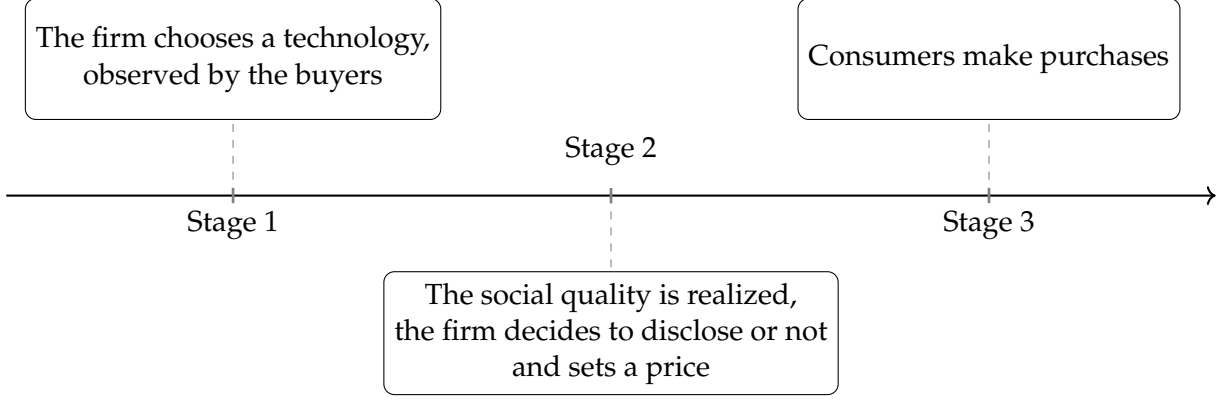 The firm chooses a technology,
observed by the buyers
Consumers make purchases
Stage 2
Stage 1
Stage 3
The social quality is realized,
the firm decides to disclose or not
and sets a price